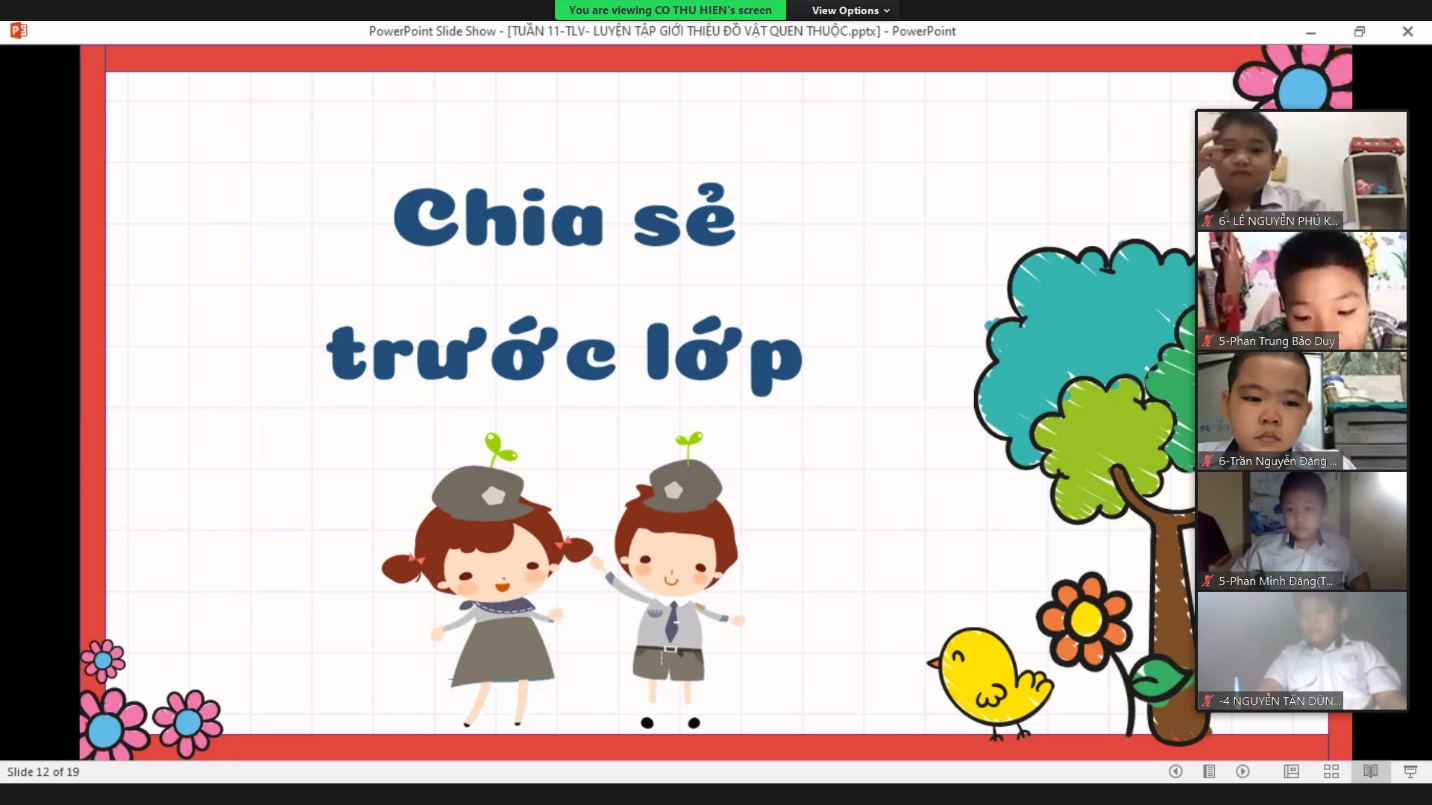 You are viewing CO THU HIEN's screen
View Options
PowerPoint Slide Show - [TUẦN 11-TLV- LUYỆN TẬP GIỚI THIỆU ĐỒ VẬT QUEN THUỘC.pptx] - PowerPoint
Chia sẻ
trước lớp
6- LÊ NGUYỄN PHÚ K...
5-Phan Trung Bảo Duy
6-Trần Nguyễn Đăng ...
5-Phan Minh Đăng(T...
-4 NGUYỄN TẤN DŨN...
Slide 12 of 19